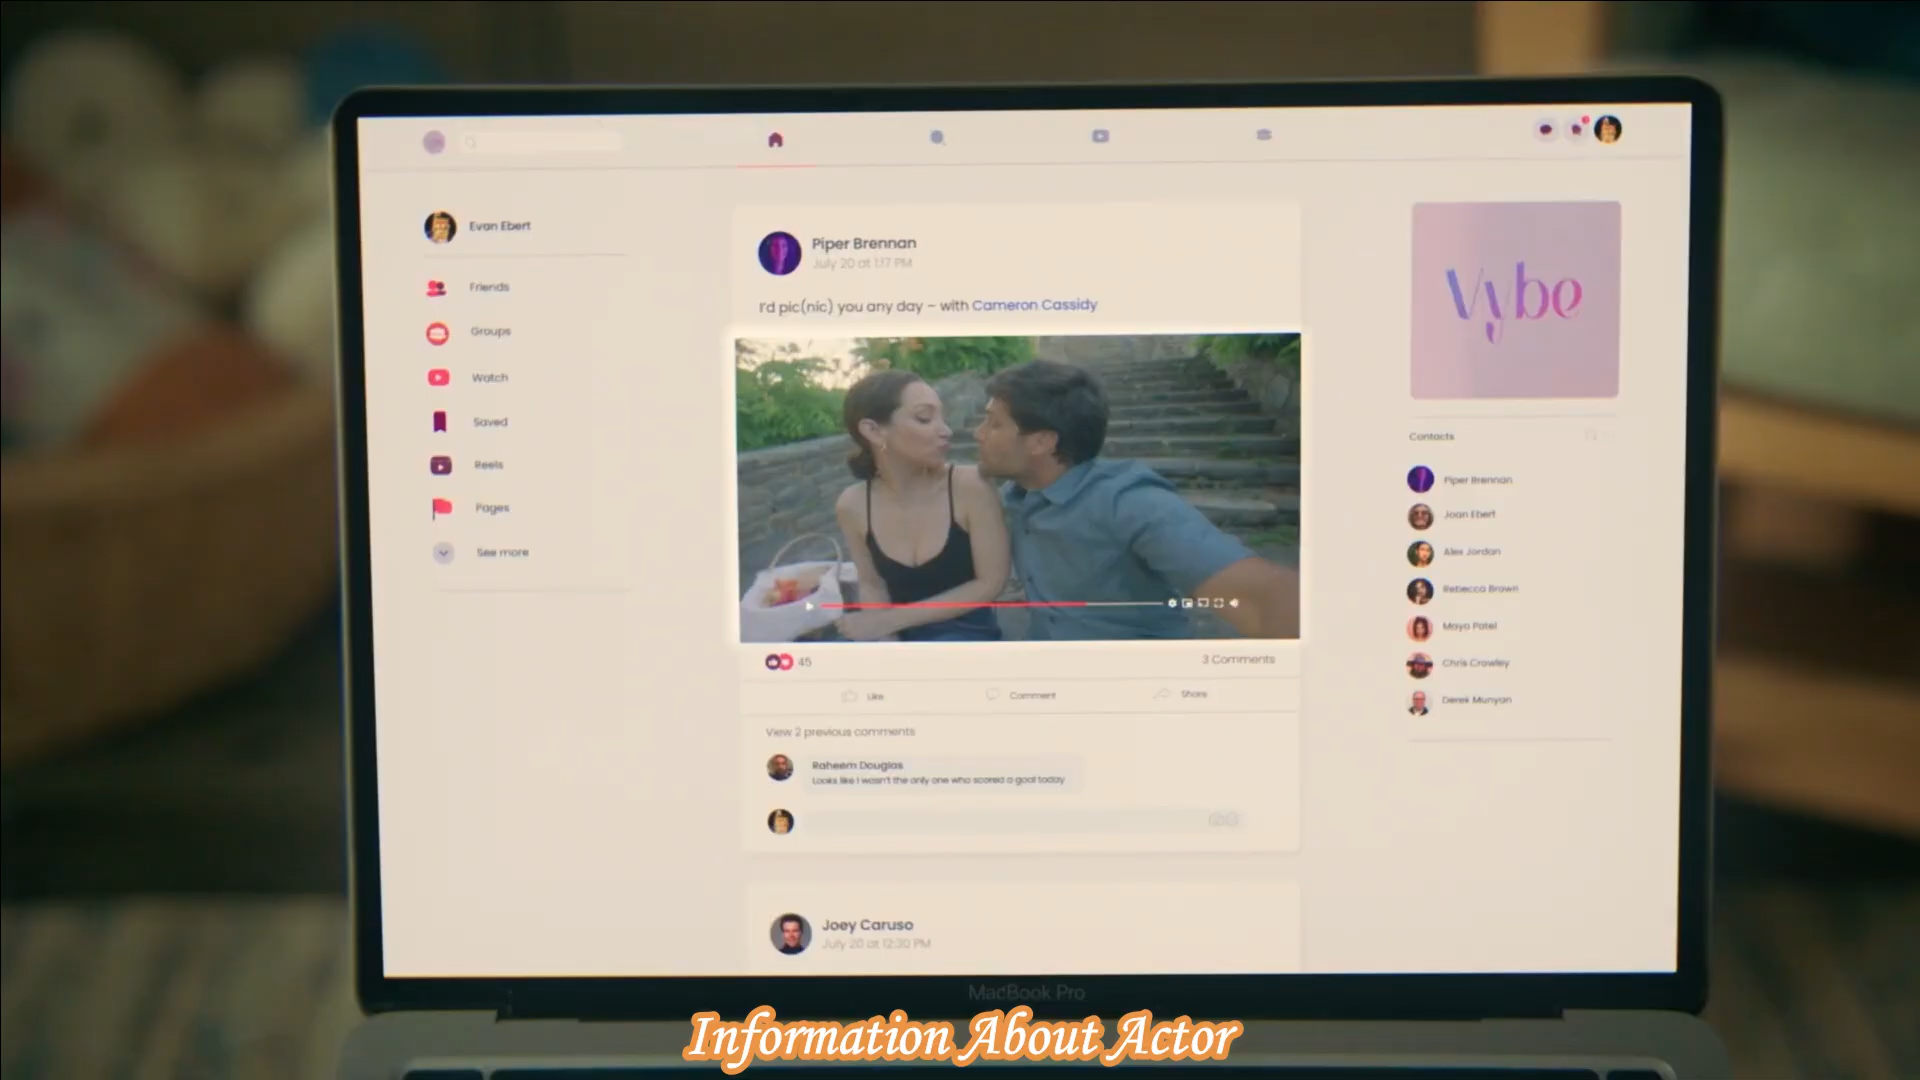 Evan Ebert
Friends
Groups
Watch
Saved
Reels
Pages
See more
Piper Brennan
July 20 at 1:17 PM
I'd pic(nic) you any day – with Cameron Cassidy
45
3 Comments
Like
Comment
Share
View 2 previous comments
Raheem Douglas
Looks like I wasn't the only one who scored a goal today
Joey Caruso
July 20 at 12:30 PM
Vybe
Contacts
Piper Brennan
Joan Ebert
Alex Jordan
Rebecca Brown
Maya Patel
Chris Crowley
Derek Munyan
MacBook Pro
Information About Actor